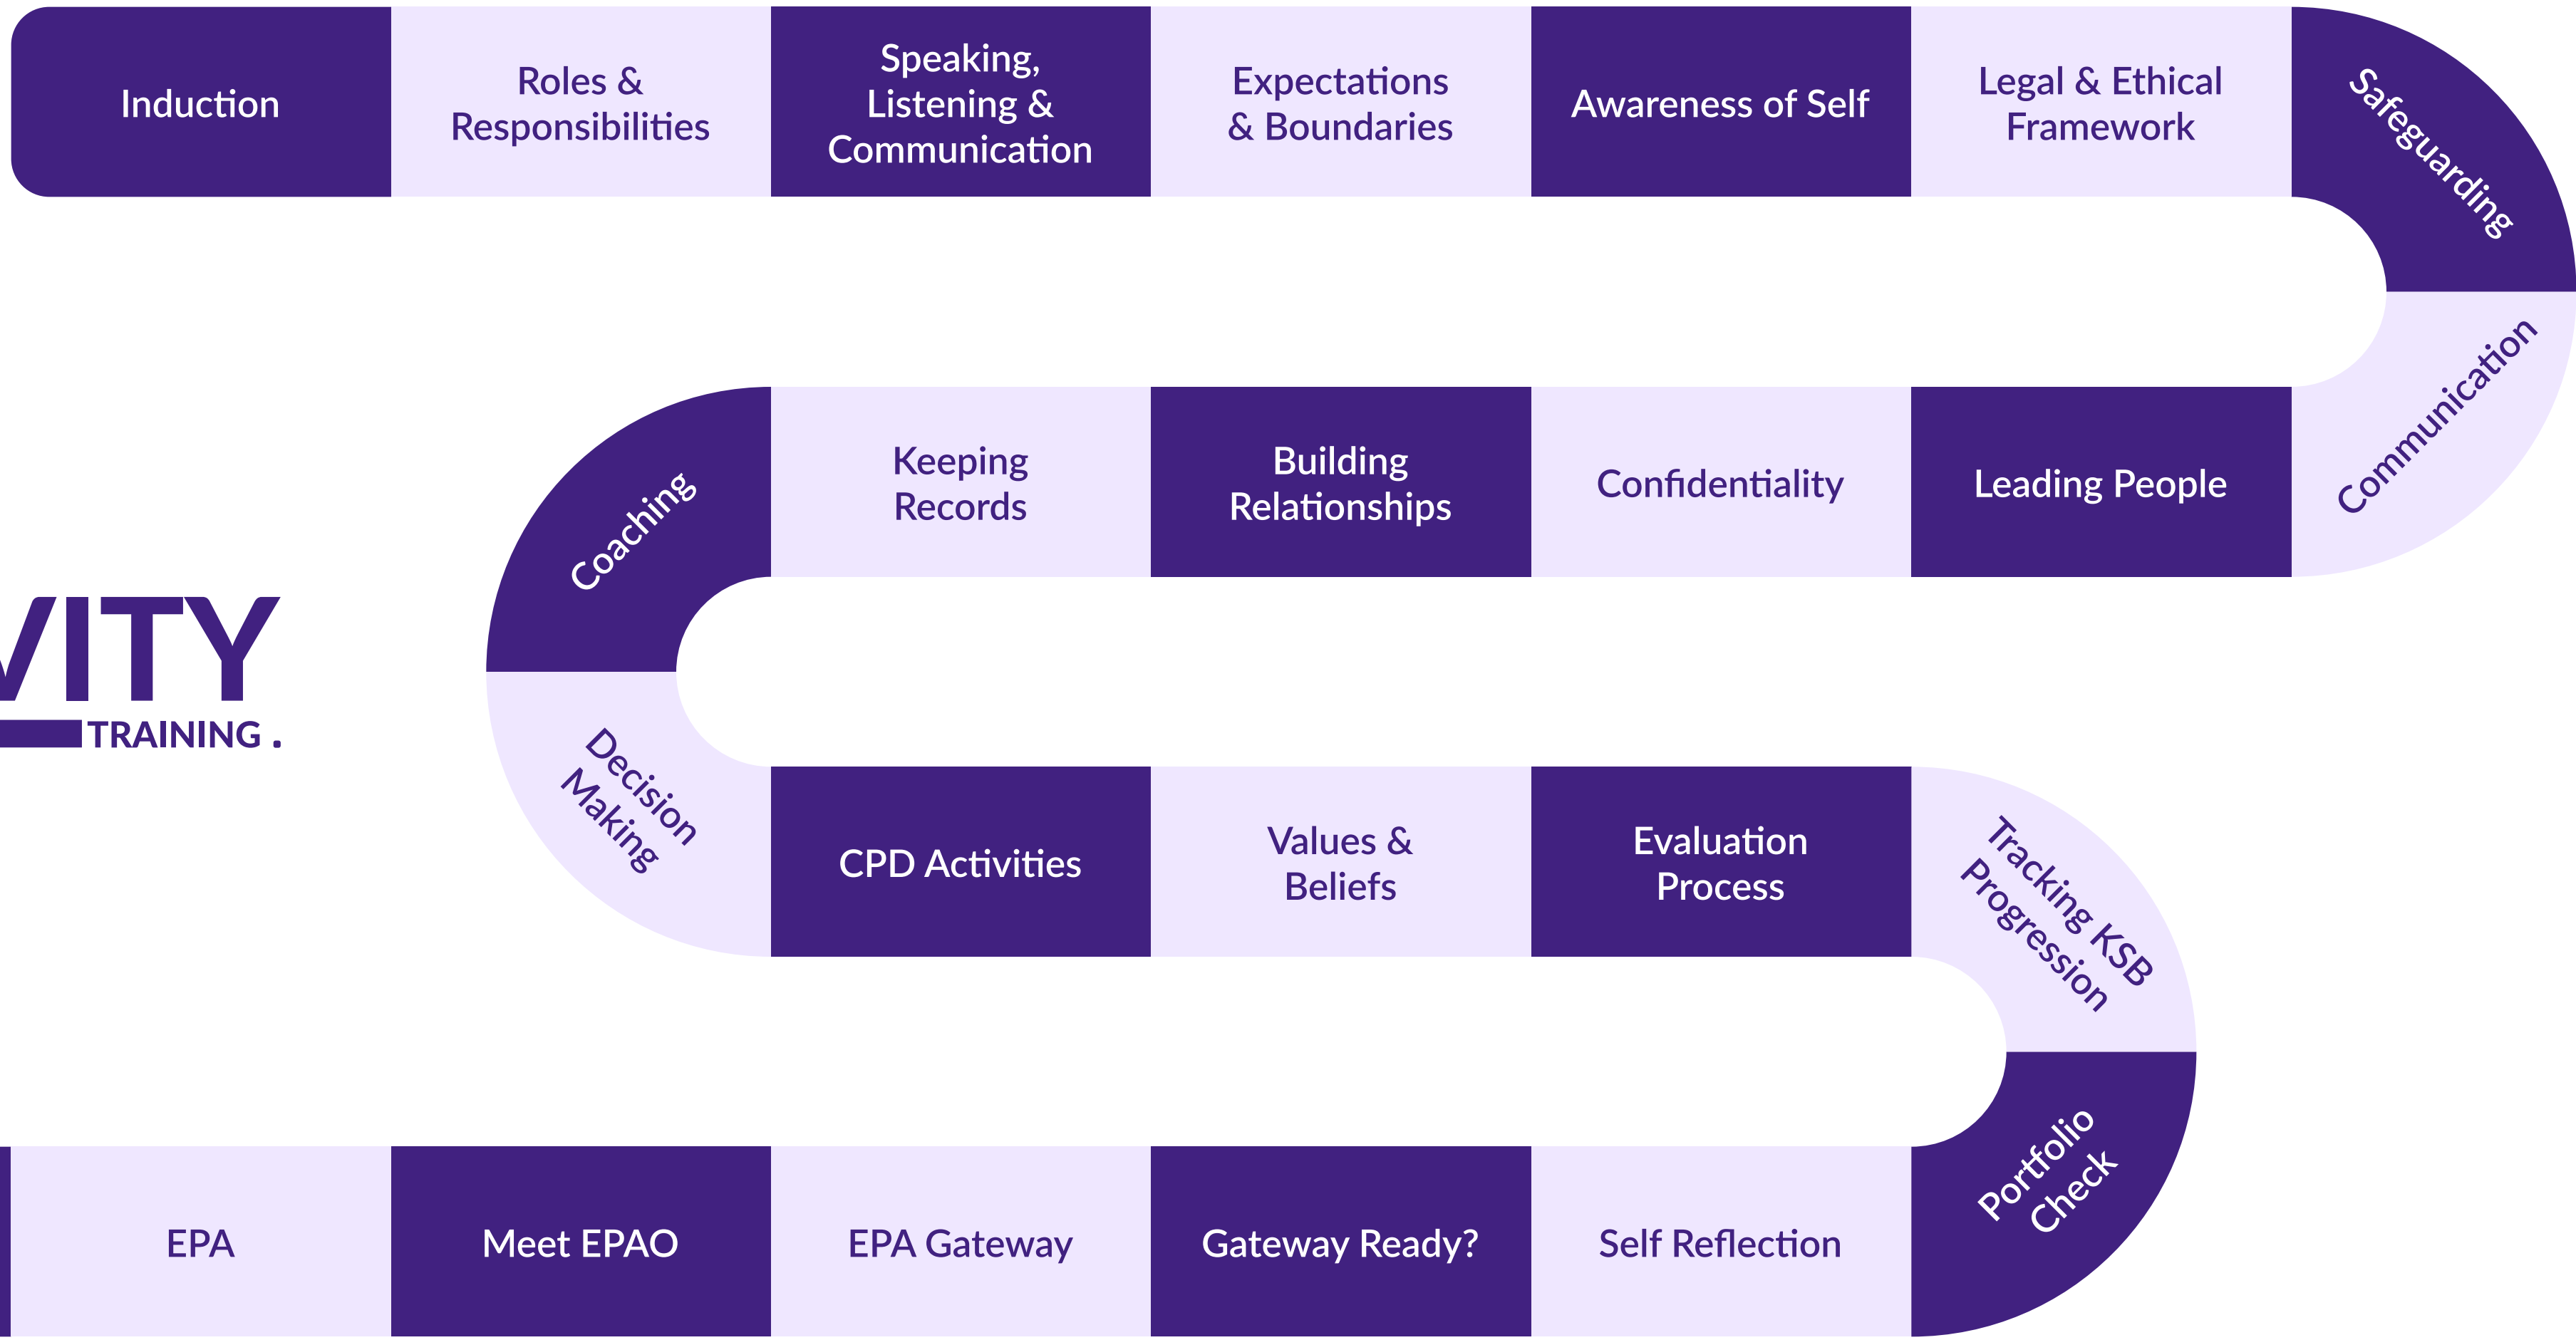 Induction
Roles &
Responsibilities
Speaking,
Listening &
Communication
Expectations
& Boundaries
Awareness of Self
Legal & Ethical
Framework
Safeguarding
Communication
Leading People
Confidentiality
Building
Relationships
Keeping
Records
Coaching
Decision
Making
CPD Activities
Values &
Beliefs
Evaluation
Process
Tracking KSB
Progression
Portfolio
Check
Self Reflection
Gateway Ready?
EPA Gateway
Meet EPAO
EPA
VITY
TRAINING .